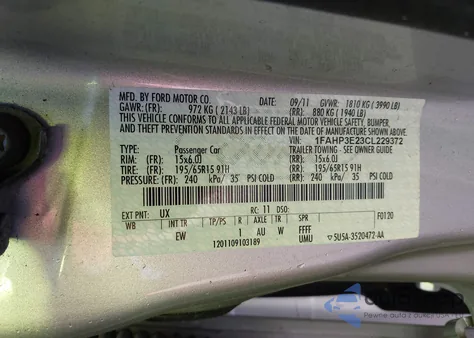 MFD. BY FORD MOTOR CO. DATE: 09/11 GVWR: 1810 KG (3990 LB)
GAWR: (FR): 972 KG (2143 LB) (RR): 880 KG (1940 LB)
THIS VEHICLE CONFORMS TO ALL APPLICABLE FEDERAL MOTOR VEHICLE SAFETY, BUMPER,
AND THEFT PREVENTION STANDARDS IN EFFECT ON THE DATE OF MANUFACTURE SHOWN ABOVE.
VIN: 1FAHP3E23CL229372
TYPE: Passenger Car TRAILER TOWING - SEE OWNER GUIDE
RIM: (FR): 15x6.0J (RR): 15x6.0J
TIRE: (FR): 195/65R15 91H (RR): 195/65R15 91H
PRESSURE: (FR): 240 kPa/ 35 PSI COLD (RR): 240 kPa/ 35 PSI COLD
EXT PNT: UX RC: 11 DSO: F0120
WB INT TR TP/PS R AXLE TR SPR
EW 1 AU W FFFF
1201109103189 UMU 5U5A-3520472-AA